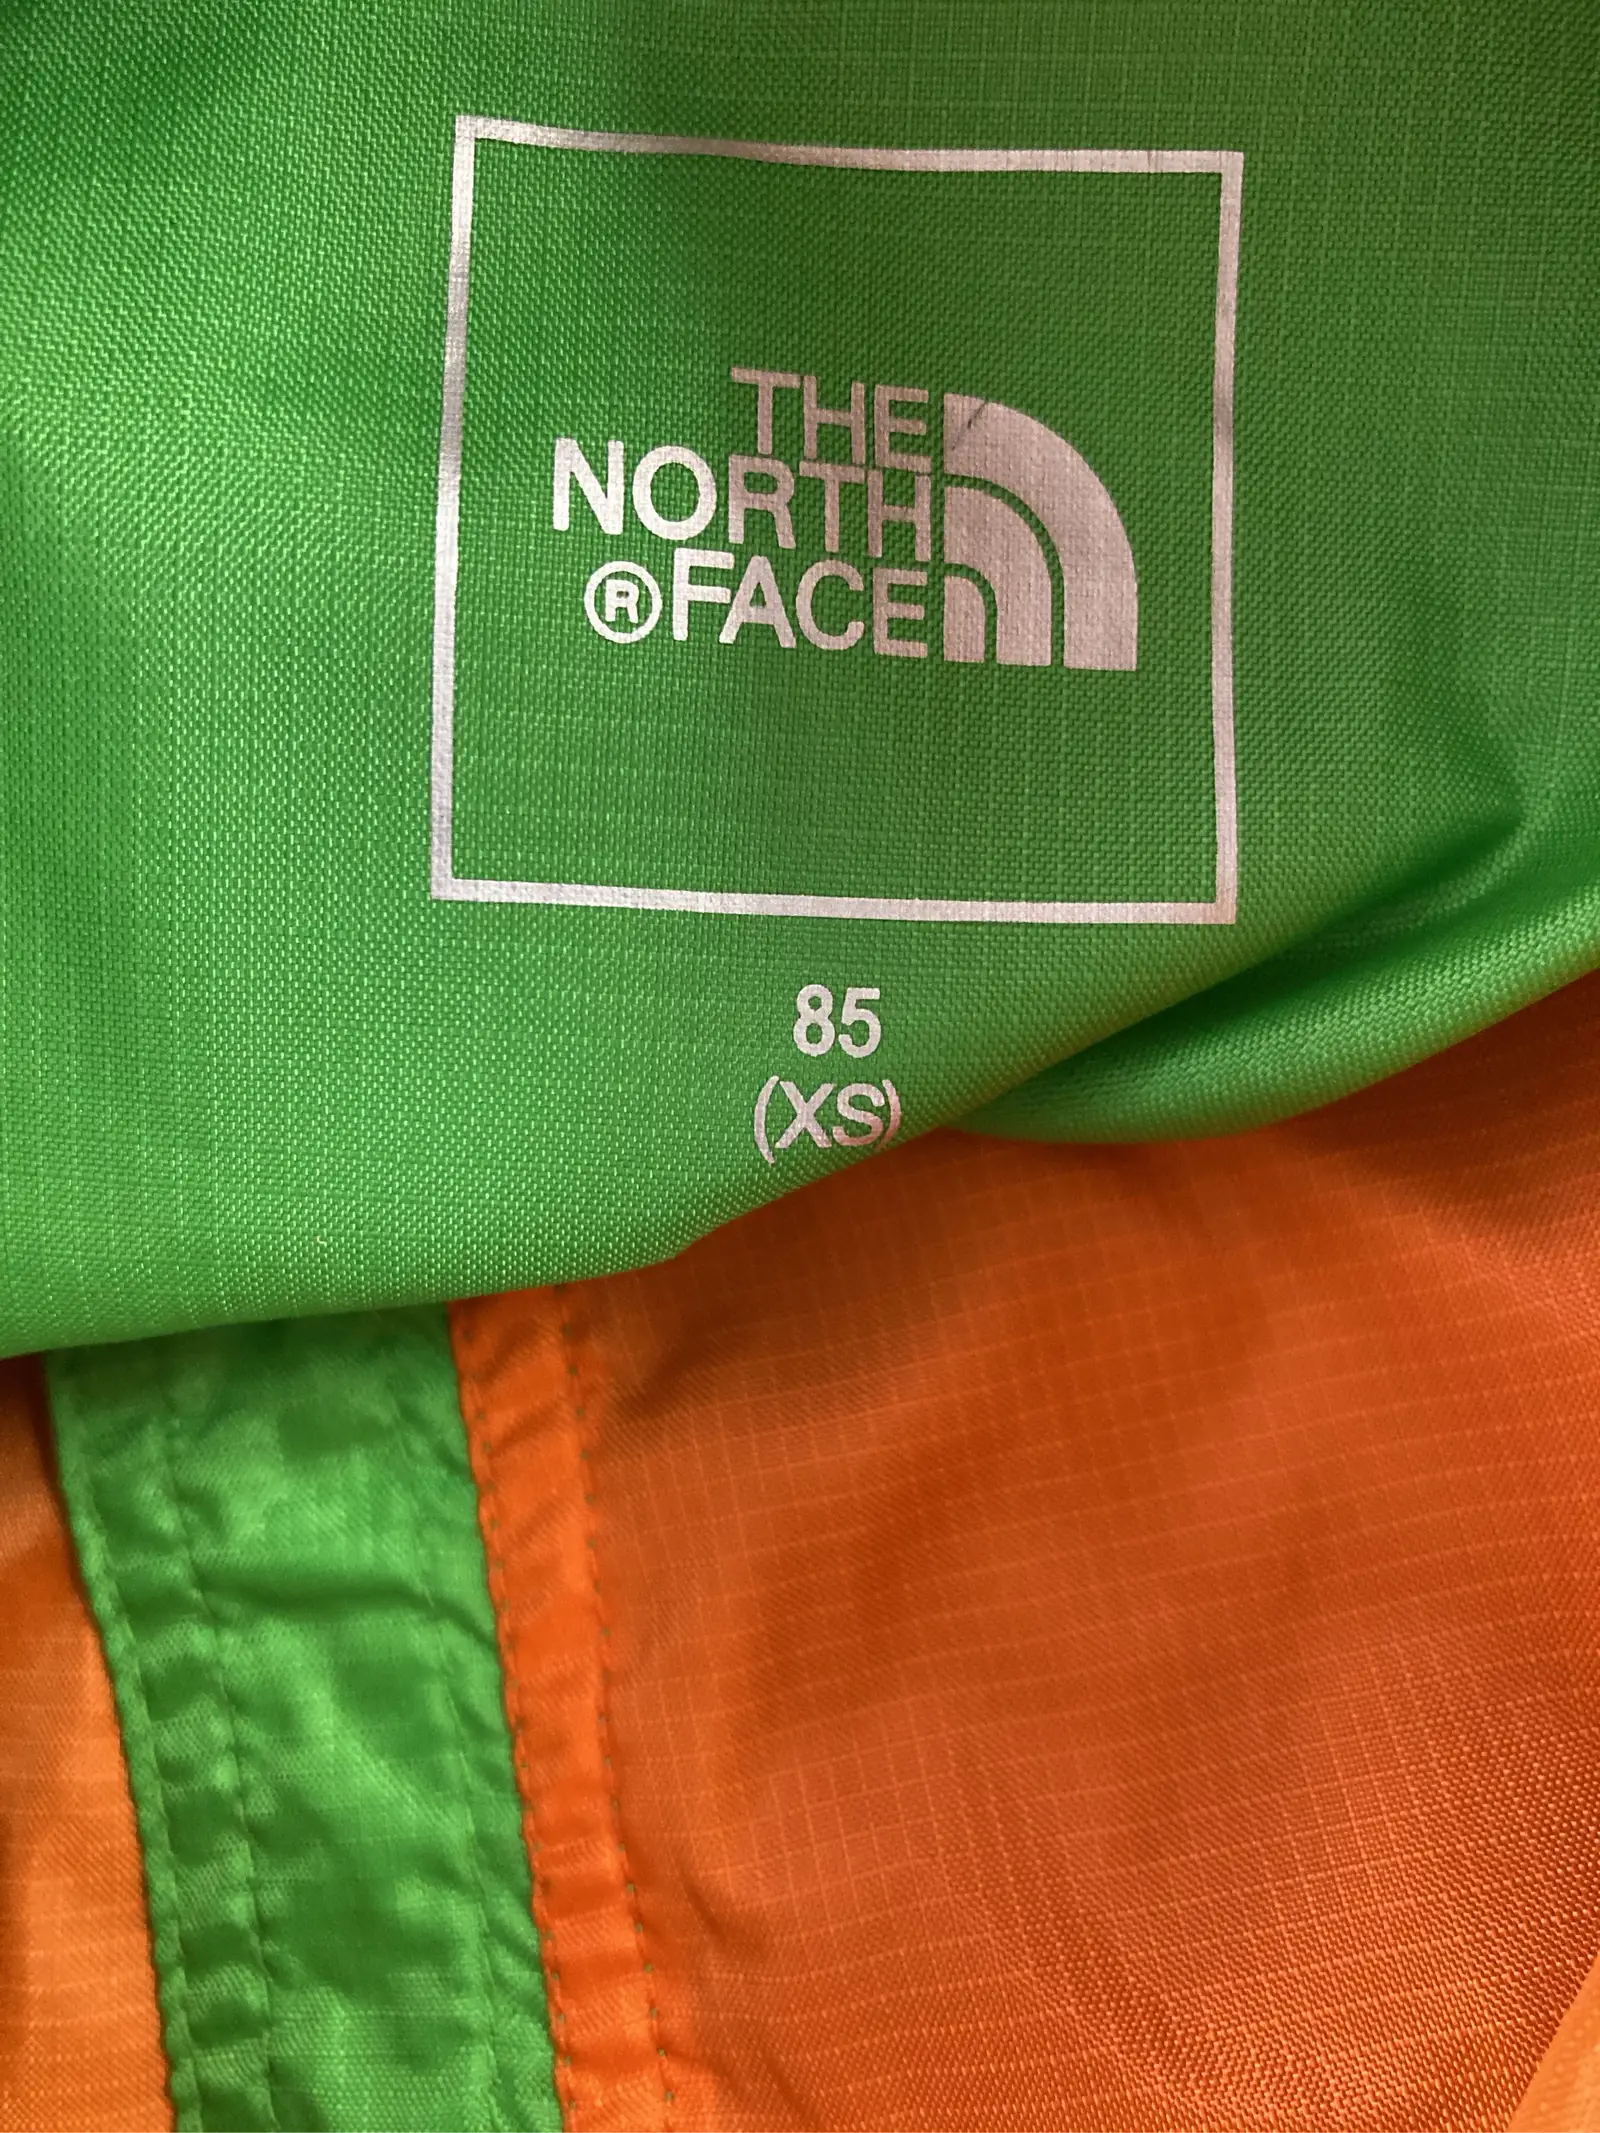 THE
NORTH
® FACE
85
(XS)